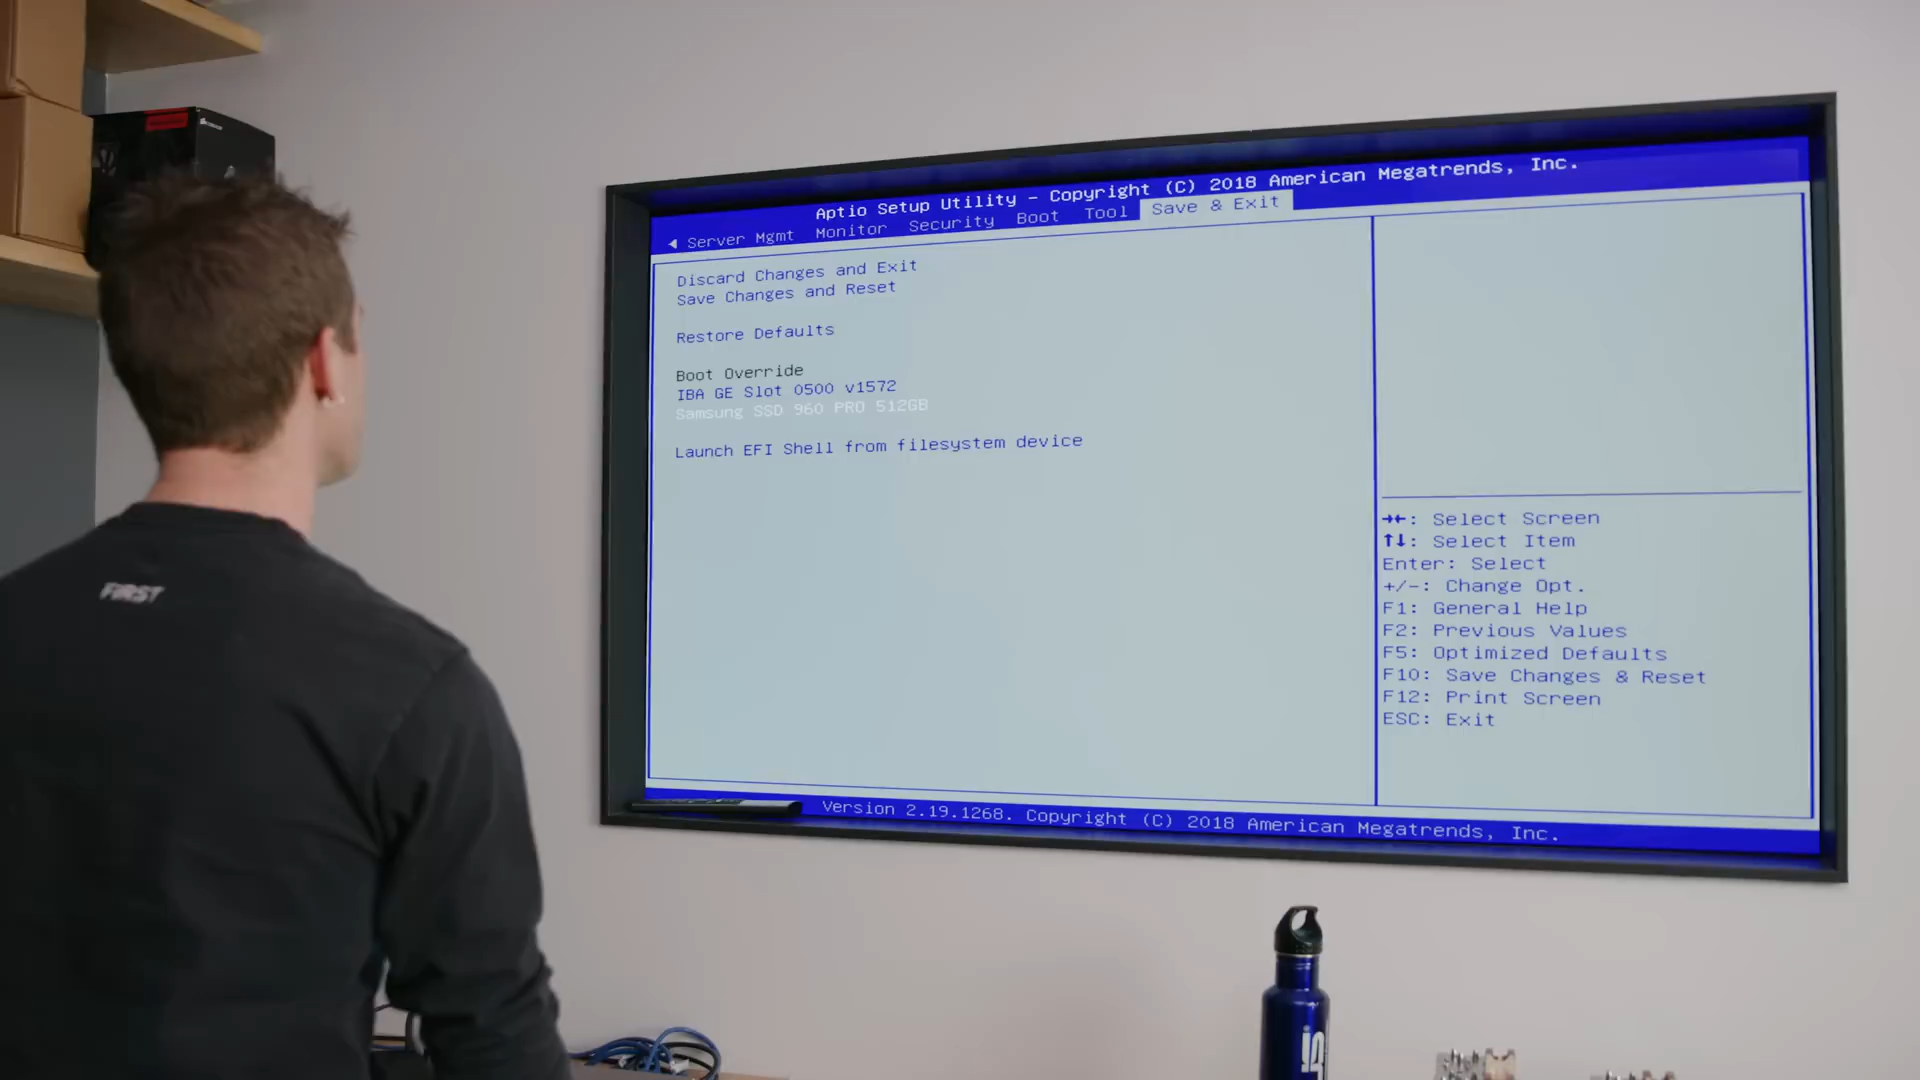 Aptio Setup Utility - Copyright (C) 2018 American Megatrends, Inc.
Server Mgmt Monitor Security Boot Tool Save & Exit
Discard Changes and Exit
Save Changes and Reset
Restore Defaults
Boot Override
IBA GE Slot 0500 v1572
Samsung SSD 960 PRO 512GB
Launch EFI Shell from filesystem device
→←: Select Screen
↑↓: Select Item
Enter: Select
+/-: Change Opt.
F1: General Help
F2: Previous Values
F5: Optimized Defaults
F10: Save Changes & Reset
F12: Print Screen
ESC: Exit
Version 2.19.1268. Copyright (C) 2018 American Megatrends, Inc.
FIRST